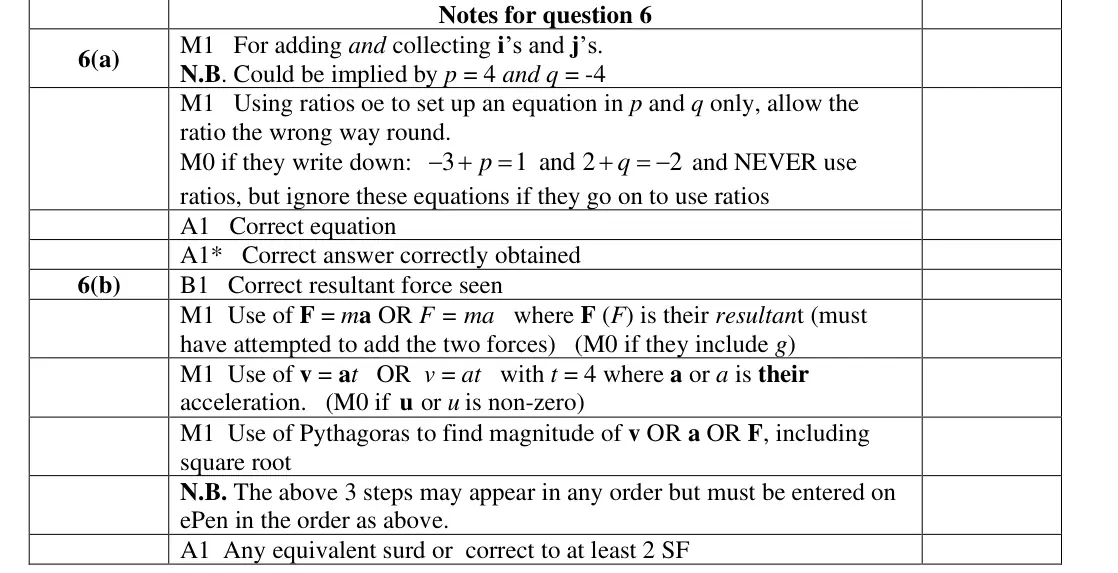 Notes for question 6
6(a)
M1 For adding and collecting i's and j's.
N.B. Could be implied by p = 4 and q = -4
M1 Using ratios oe to set up an equation in p and q only, allow the
ratio the wrong way round.
M0 if they write down: −3 + p = 1 and 2 + q = −2 and NEVER use
ratios, but ignore these equations if they go on to use ratios
A1 Correct equation
A1* Correct answer correctly obtained
6(b)
B1 Correct resultant force seen
M1 Use of F = ma OR F = ma where F (F) is their resultant (must
have attempted to add the two forces) (M0 if they include g)
M1 Use of v = at OR v = at with t = 4 where a or a is their
acceleration. (M0 if u or u is non-zero)
M1 Use of Pythagoras to find magnitude of v OR a OR F, including
square root
N.B. The above 3 steps may appear in any order but must be entered on
ePen in the order as above.
A1 Any equivalent surd or correct to at least 2 SF